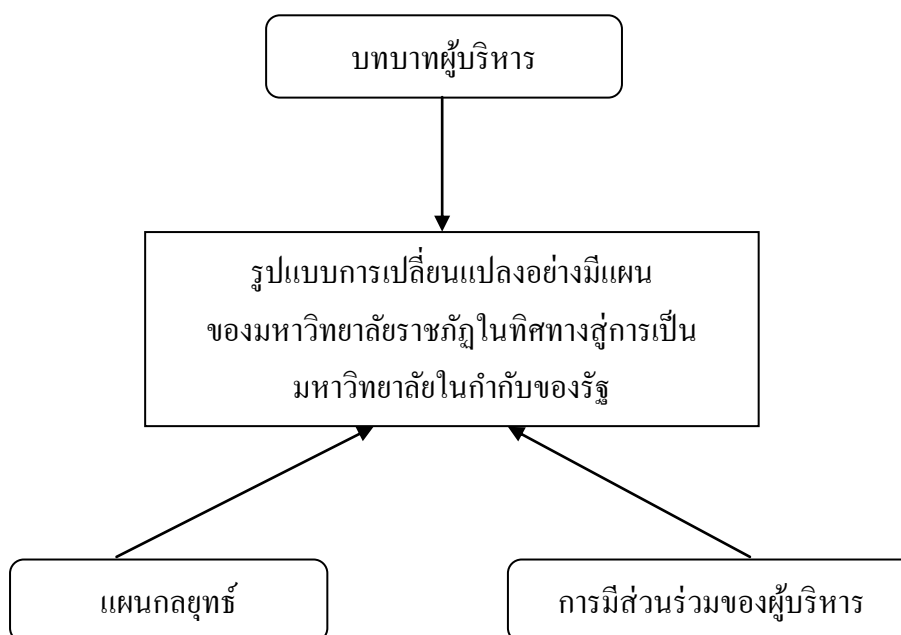 บทบาทผู้บริหาร
รูปแบบการเปลี่ยนแปลงอย่างมีแผน
ของมหาวิทยาลัยราชภัฏในทิศทางสู่การเป็น
มหาวิทยาลัยในกำกับของรัฐ
แผนกลยุทธ์
การมีส่วนร่วมของผู้บริหาร